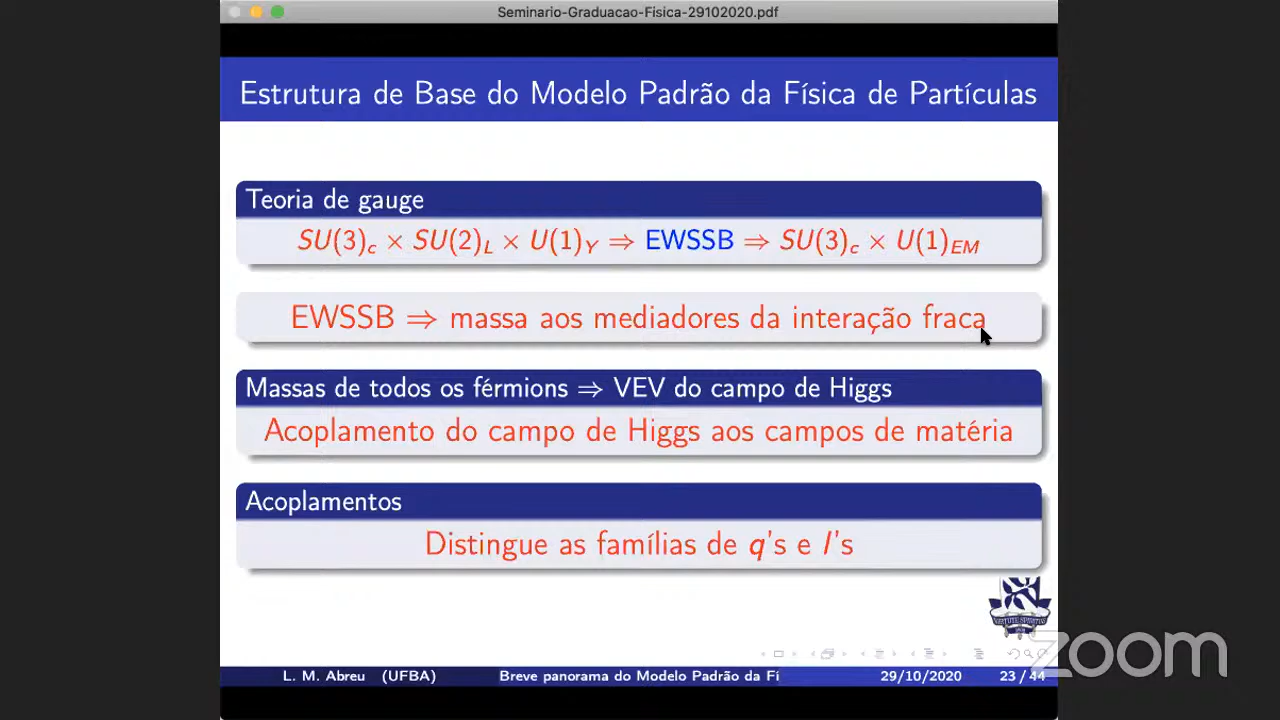 Seminario-Graduacao-Fisica-29102020.pdf
Estrutura de Base do Modelo Padrão da Física de Partículas
Teoria de gauge
SU(3)c × SU(2)L × U(1)Y ⇒ EWSSB ⇒ SU(3)c × U(1)EM
EWSSB ⇒ massa aos mediadores da interação fraca
Massas de todos os férmions ⇒ VEV do campo de Higgs
Acoplamento do campo de Higgs aos campos de matéria
Acoplamentos
Distingue as famílias de q's e l's
zoom
L. M. Abreu (UFBA) Breve panorama do Modelo Padrão da Fí 29/10/2020 23 / 44